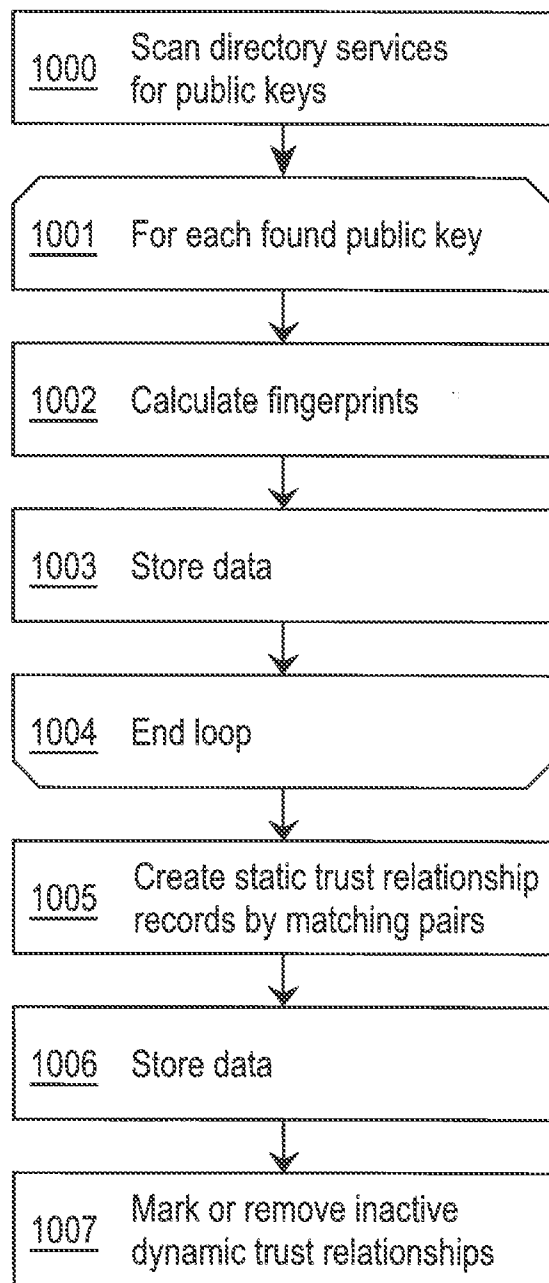 1000 Scan directory services
for public keys
1001 For each found public key
1002 Calculate fingerprints
1003 Store data
1004 End loop
1005 Create static trust relationship
records by matching pairs
1006 Store data
1007 Mark or remove inactive
dynamic trust relationships